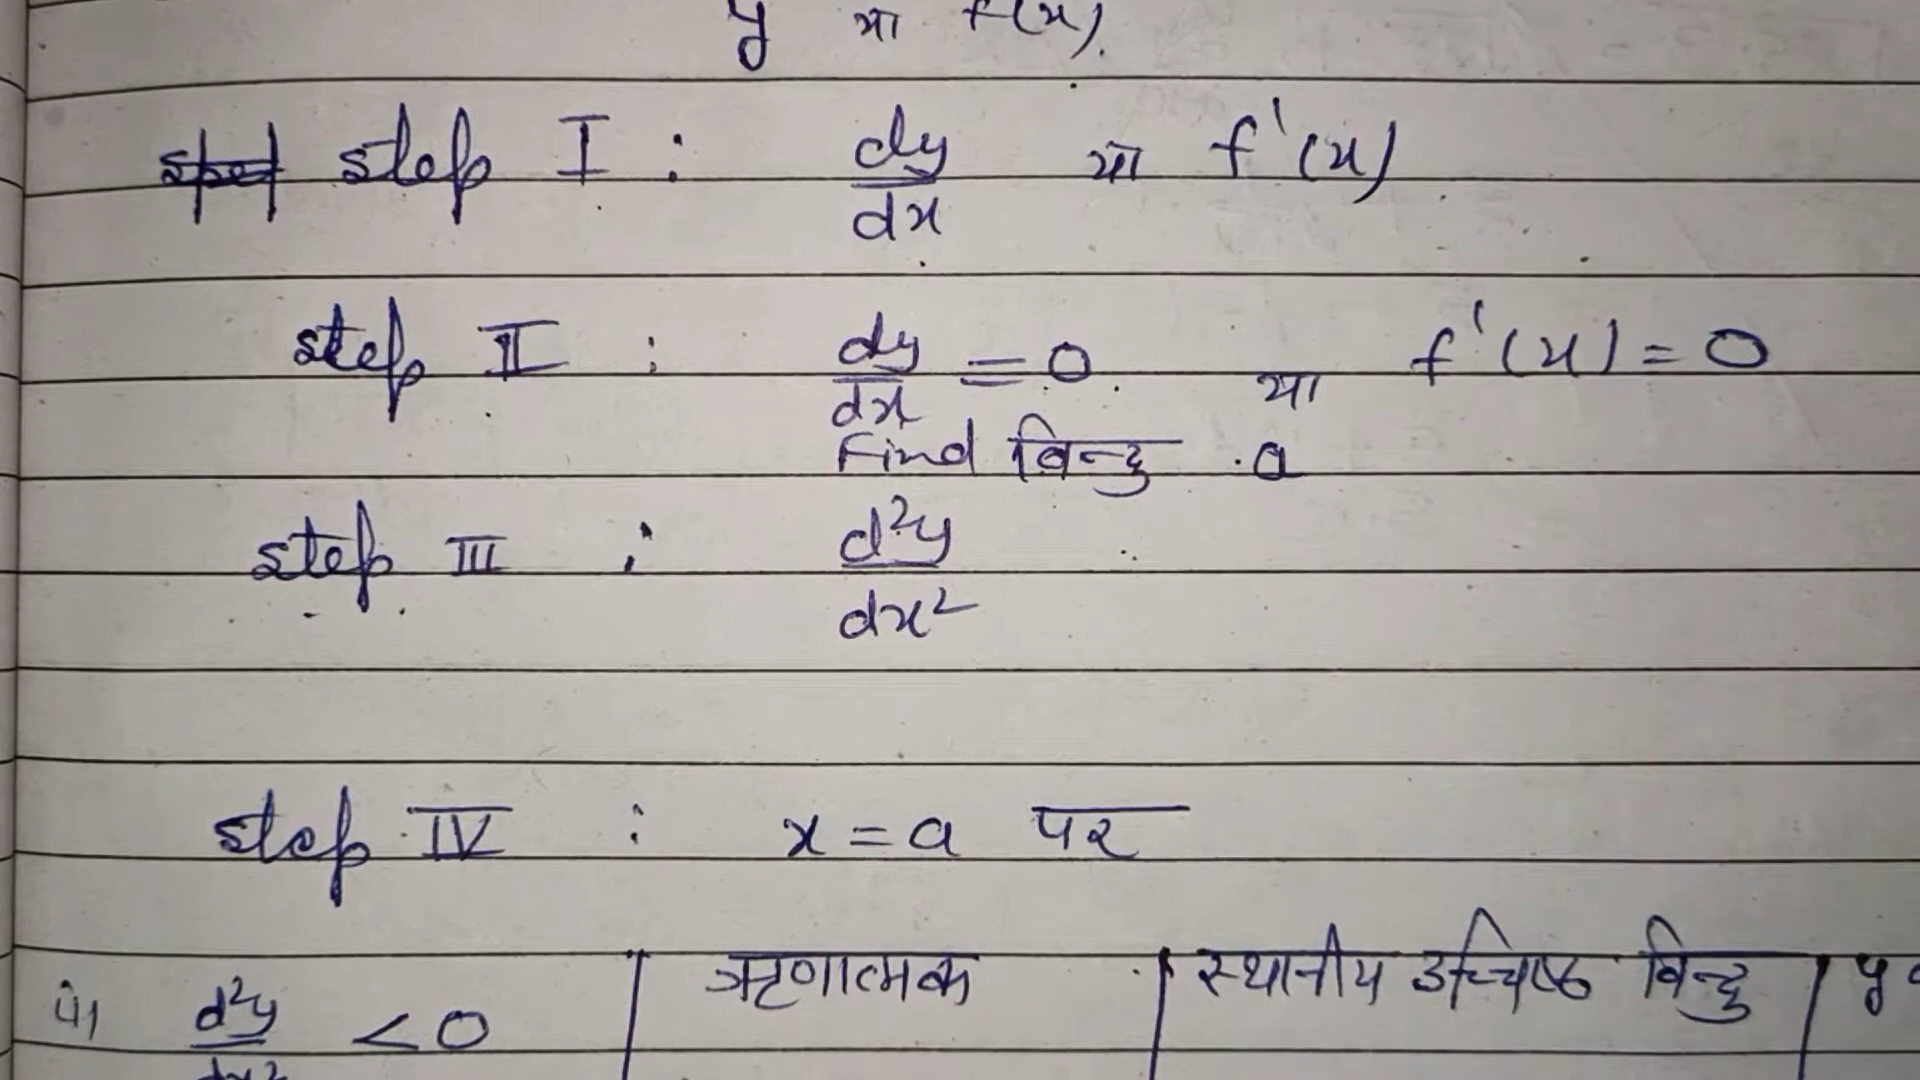 y या f(x).
step I : dy/dx या f'(x)
step II : dy/dx = 0 या f'(x) = 0
Find बिन्दु a
step III : d²y/dx²
step IV : x = a पर
d²y/dx² < 0 ऋणात्मक स्थानीय उच्चिष्ठ बिन्दु y